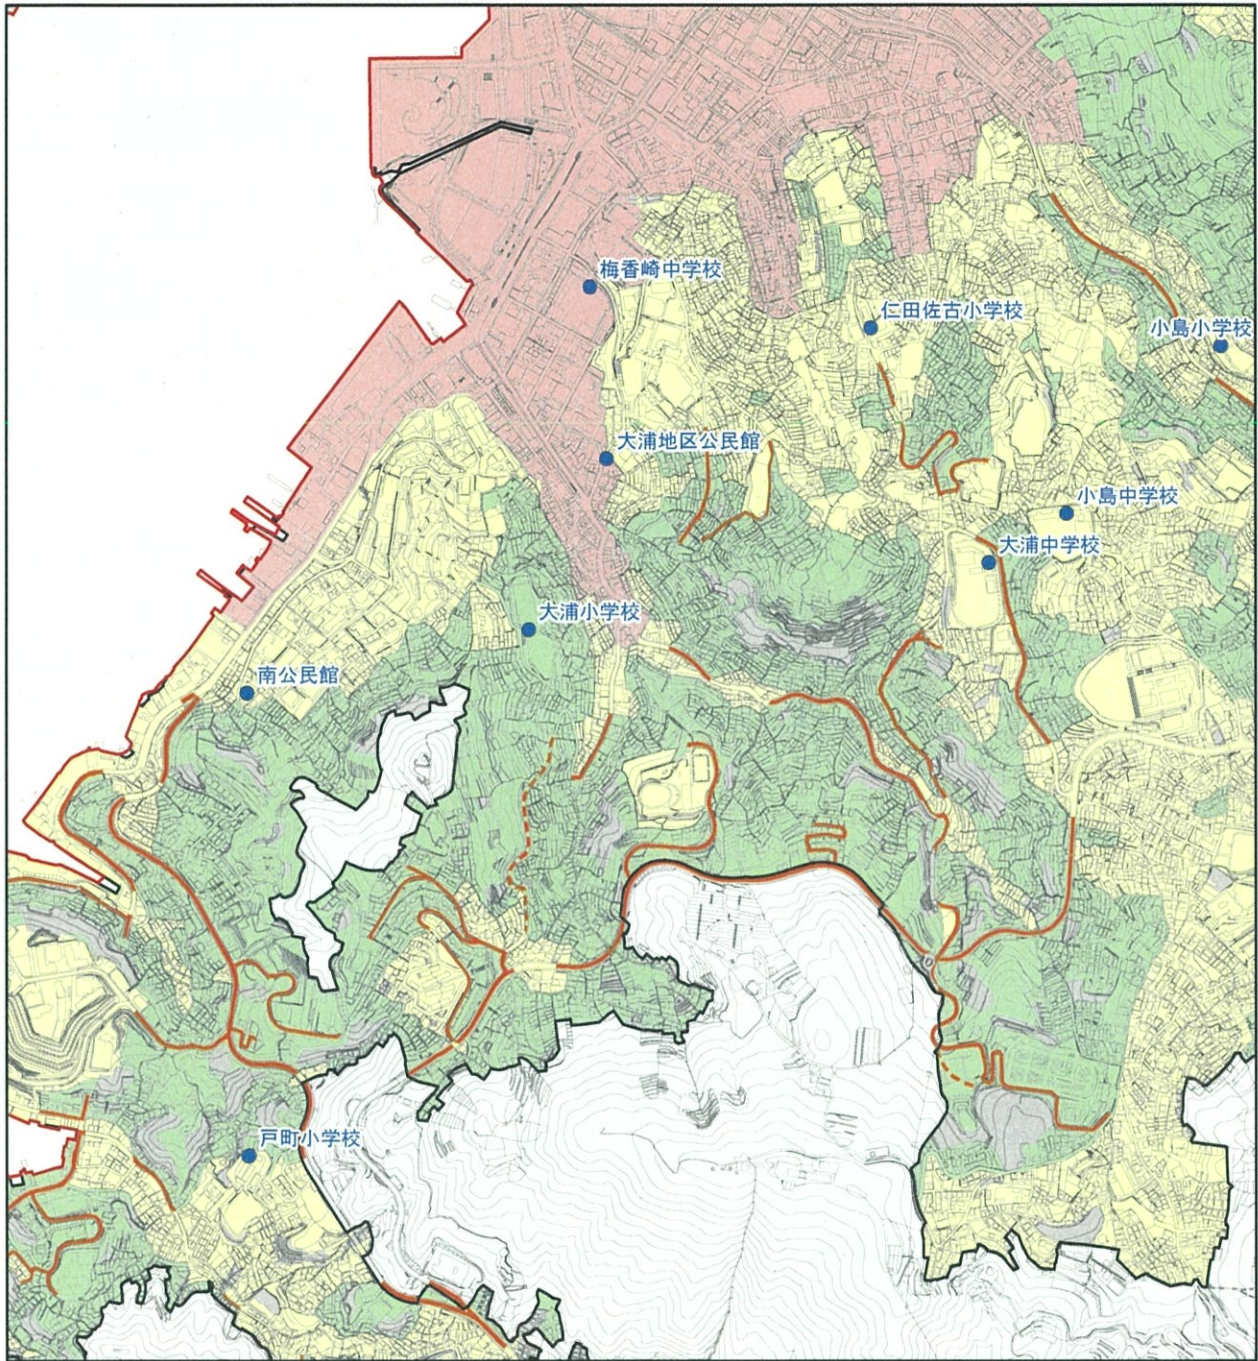 梅香崎中学校
仁田佐古小学校
小島小学校
大浦地区公民館
小島中学校
大浦中学校
大浦小学校
南公民館
戸町小学校